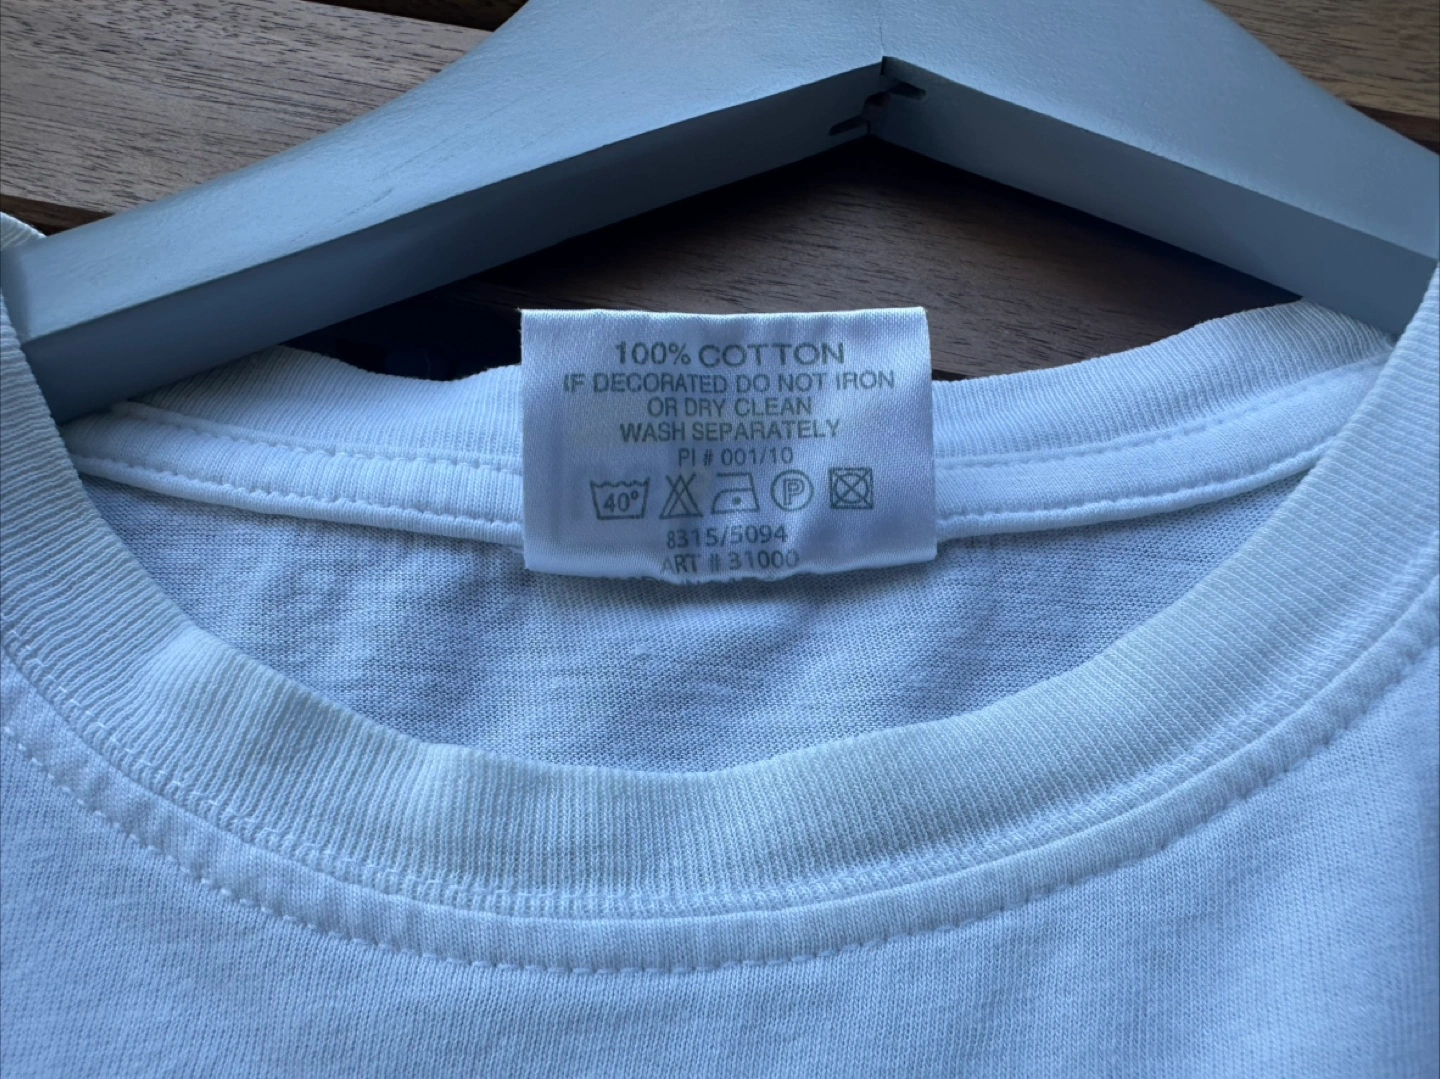 100% COTTON
IF DECORATED DO NOT IRON
OR DRY CLEAN
WASH SEPARATELY
PI # 001/10
40° P
8315/5094
ART # 31000